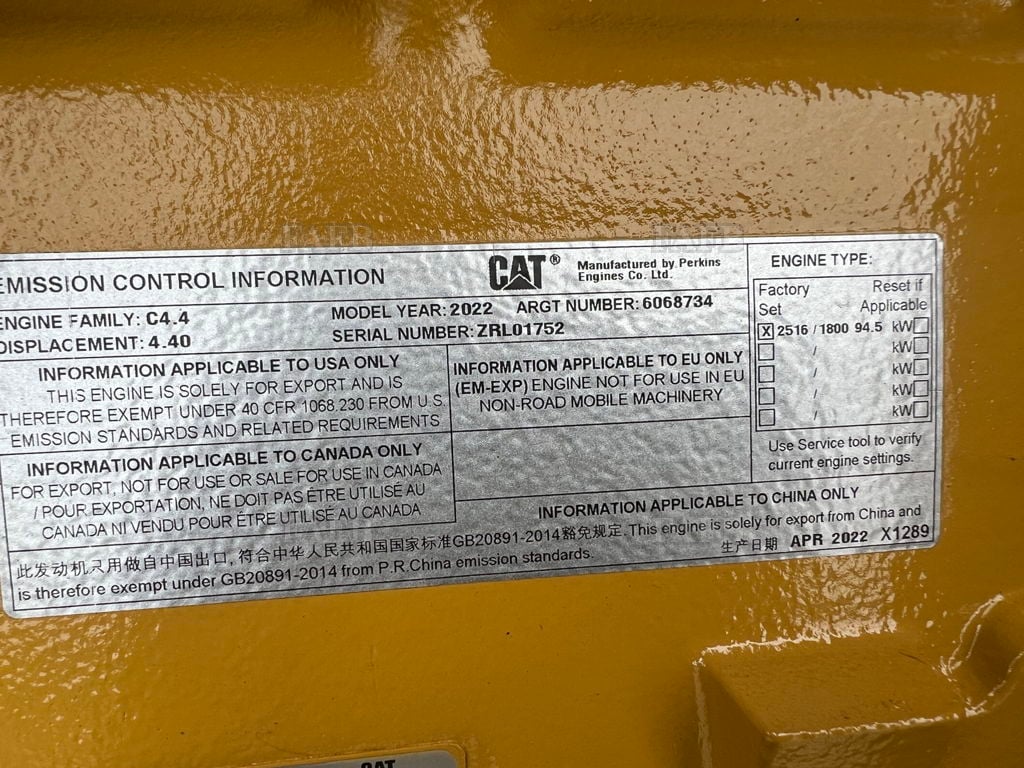 EMISSION CONTROL INFORMATION
CAT® Manufactured by Perkins
Engines Co. Ltd.
ENGINE FAMILY: C4.4
DISPLACEMENT: 4.40
MODEL YEAR: 2022 ARGT NUMBER: 6068734
SERIAL NUMBER: ZRL01752
INFORMATION APPLICABLE TO USA ONLY
THIS ENGINE IS SOLELY FOR EXPORT AND IS
THEREFORE EXEMPT UNDER 40 CFR 1068.230 FROM U.S
EMISSION STANDARDS AND RELATED REQUIREMENTS
INFORMATION APPLICABLE TO EU ONLY
(EM-EXP) ENGINE NOT FOR USE IN EU
NON-ROAD MOBILE MACHINERY
INFORMATION APPLICABLE TO CANADA ONLY
FOR EXPORT, NOT FOR USE OR SALE FOR USE IN CANADA
/ POUR EXPORTATION, NE DOIT PAS ÊTRE UTILISÉ AU
CANADA NI VENDU POUR ÊTRE UTILISÉ AU CANADA
ENGINE TYPE:
Factory Reset if
Set Applicable
X 2516 / 1800 94.5 kW
/ kW
/ kW
/ kW
/ kW
Use Service tool to verify
current engine settings.
INFORMATION APPLICABLE TO CHINA ONLY
此发动机只用做自中国出口, 符合中华人民共和国国家标准GB20891-2014豁免规定. This engine is solely for export from China and
is therefore exempt under GB20891-2014 from P.R.China emission standards.
生产日期 APR 2022 X1289
CAT